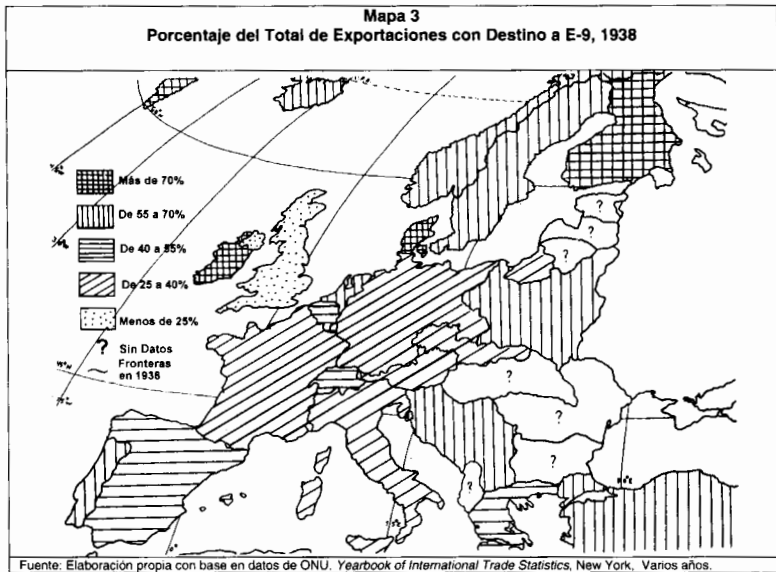 Mapa 3
Porcentaje del Total de Exportaciones con Destino a E-9, 1938
Más de 70%
De 55 a 70%
De 40 a 55%
De 25 a 40%
Menos de 25%
? Sin Datos
Fronteras
en 1938
?
?
?
?
?
?
?
Fuente: Elaboración propia con base en datos de ONU. Yearbook of International Trade Statistics, New York, Varios años.